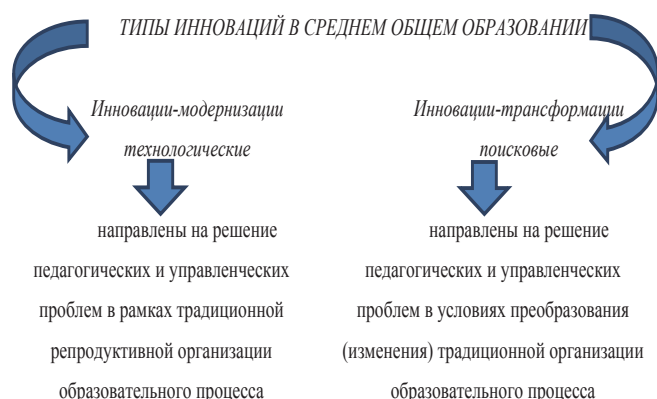 ТИПЫ ИННОВАЦИЙ В СРЕДНЕМ ОБЩЕМ ОБРАЗОВАНИИ
Инновации-модернизации
технологические
направлены на решение
педагогических и управленческих
проблем в рамках традиционной
репродуктивной организации
образовательного процесса
Инновации-трансформации
поисковые
направлены на решение
педагогических и управленческих
проблем в условиях преобразования
(изменения) традиционной организации
образовательного процесса